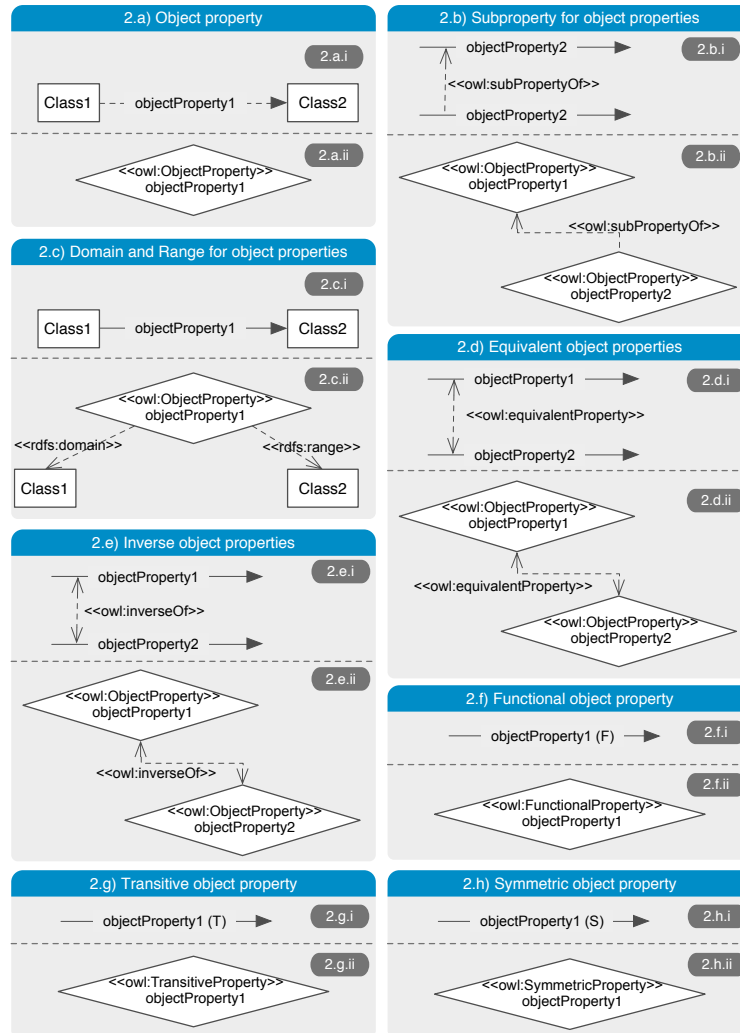 2.a) Object property
2.a.i
Class1
objectProperty1
Class2
2.a.ii
<<owl:ObjectProperty>>
objectProperty1
2.b) Subproperty for object properties
2.b.i
objectProperty2
<<owl:subPropertyOf>>
objectProperty2
2.b.ii
<<owl:ObjectProperty>>
objectProperty1
<<owl:subPropertyOf>>
<<owl:ObjectProperty>>
objectProperty2
2.c) Domain and Range for object properties
2.c.i
Class1
objectProperty1
Class2
2.c.ii
<<owl:ObjectProperty>>
objectProperty1
<<rdfs:domain>>
<<rdfs:range>>
Class1
Class2
2.d) Equivalent object properties
2.d.i
objectProperty1
<<owl:equivalentProperty>>
objectProperty2
2.d.ii
<<owl:ObjectProperty>>
objectProperty1
<<owl:equivalentProperty>>
<<owl:ObjectProperty>>
objectProperty2
2.e) Inverse object properties
2.e.i
objectProperty1
<<owl:inverseOf>>
objectProperty2
2.e.ii
<<owl:ObjectProperty>>
objectProperty1
<<owl:inverseOf>>
<<owl:ObjectProperty>>
objectProperty2
2.f) Functional object property
2.f.i
objectProperty1 (F)
2.f.ii
<<owl:FunctionalProperty>>
objectProperty1
2.g) Transitive object property
2.g.i
objectProperty1 (T)
2.g.ii
<<owl:TransitiveProperty>>
objectProperty1
2.h) Symmetric object property
2.h.i
objectProperty1 (S)
2.h.ii
<<owl:SymmetricProperty>>
objectProperty1